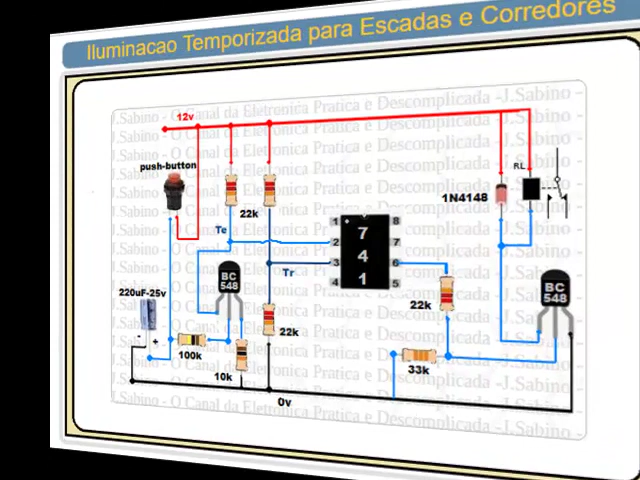 Iluminacao Temporizada para Escadas e Corredores
J.Sabino - O Canal da Eletronica Pratica e Descomplicada -J.Sabino -
12v
push-button
RL
1N4148
22k
Te
1 8
2 7
3 6
4 5
741
Tr
BC
548
220uF-25v
- +
22k
22k
BC
548
100k
10k
33k
0v